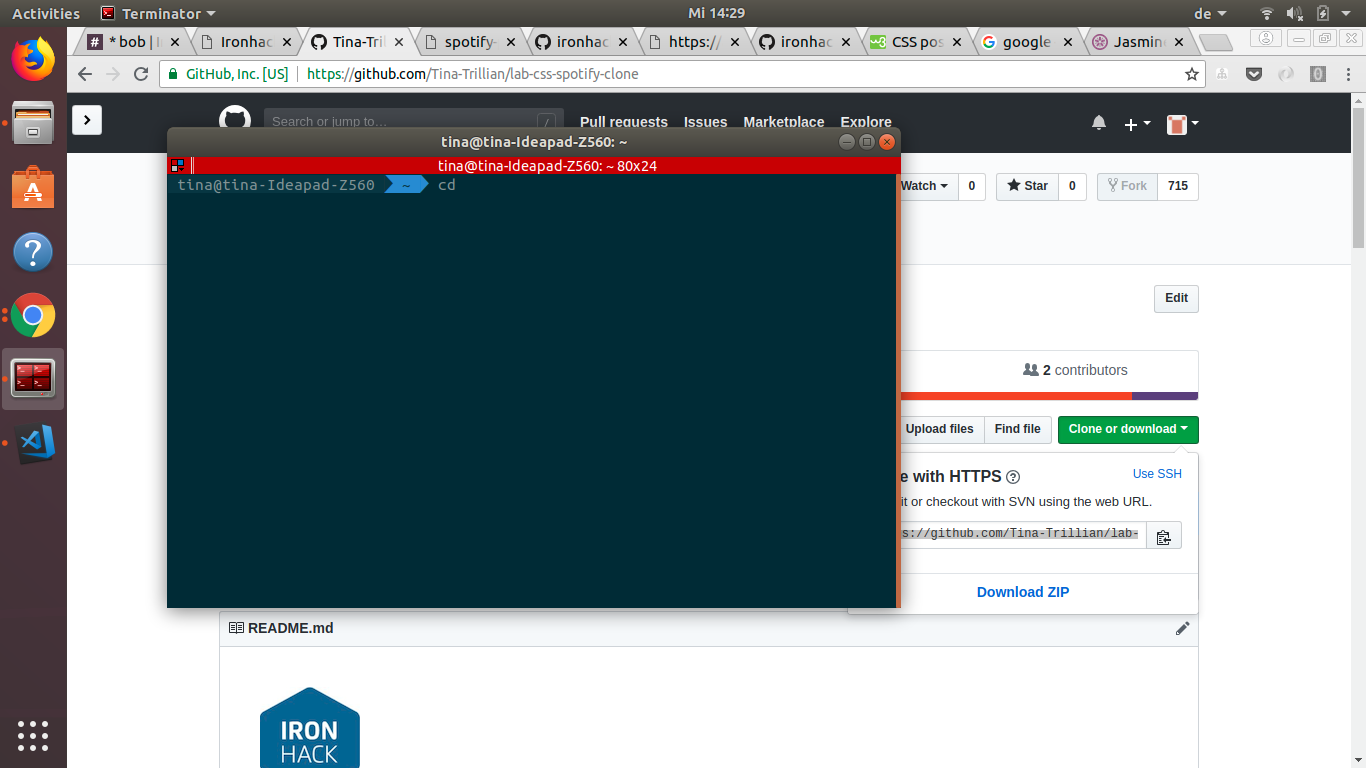 Activities Terminator Mi 14:29 de
# * bob | I Ironhac Tina-Tril spotify- ironhac https:// ironhac w3 CSS pos google Jasmine
GitHub, Inc. [US] https://github.com/Tina-Trillian/lab-css-spotify-clone
Search or jump to… / Pull requests Issues Marketplace Explore
tina@tina-Ideapad-Z560: ~
tina@tina-Ideapad-Z560: ~ 80x24
tina@tina-Ideapad-Z560 ~ cd
Watch 0 Star 0 Fork 715
Edit
2 contributors
Upload files Find file Clone or download
e with HTTPS ? Use SSH
it or checkout with SVN using the web URL.
s://github.com/Tina-Trillian/lab-
Download ZIP
README.md
IRON
HACK